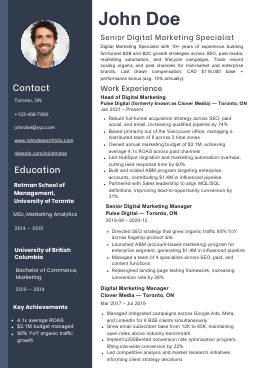 John Doe
Senior Digital Marketing Specialist
Digital Marketing Specialist with 10+ years of experience building
full-funnel B2B and B2C growth strategies across SEO, paid media,
marketing automation, and lifecycle campaigns. Track record
scaling organic and paid channels for mid-market and enterprise
brands. Last drawn compensation: CAD $118,000 base +
performance bonus (avg. 15% annually).
Contact
Toronto, ON
+123-456-7889
johndoe@xyz.com
www.johndoeportfolio.com
linkedin.com/in/johndoe
Education
Rotman School of
Management,
University of Toronto
MSc, Marketing Analytics
2014 – 2015
University of British
Columbia
Bachelor of Commerce,
Marketing
2010 – 2014
Key Achievements
4.1x average ROAS
$2.1M budget managed
90% YoY organic traffic
growth
Work Experience
Head of Digital Marketing
Pulse Digital (formerly known as Clover Media) — Toronto, ON
Jan 2021 – Present
Rebuilt full-funnel acquisition strategy across SEO, paid
social, and email, increasing qualified pipeline by 74%
Based primarily out of the Vancouver office, managing a
distributed team of 8 across 3 time zones
Owned annual marketing budget of $2.1M, achieving
average 4.1x ROAS across paid channels
Led HubSpot migration and marketing automation overhaul,
cutting lead response time by 60%
Built and scaled ABM program targeting enterprise
accounts, contributing $1.4M in influenced pipeline
Partnered with Sales leadership to align MQL/SQL
definitions, improving lead-to-opportunity conversion by
31%
Senior Digital Marketing Manager
Pulse Digital — Toronto, ON
2019-08 – 2020-12
Directed SEO strategy that grew organic traffic 90% YoY
across flagship product site
Launched ABM (account-based marketing) program for
enterprise segment, generating $1.4M in influenced pipeline
Managed a team of 4 specialists across SEO, paid, and
content functions
Redesigned landing page testing framework, increasing
conversion rate by 28%
Digital Marketing Manager
Clover Media — Toronto, ON
Mar 2017 – Jul 2019
Managed integrated campaigns across Google Ads, Meta,
and LinkedIn for 6 B2B clients simultaneously
Grew email subscriber base from 12K to 65K, maintaining
open rates above industry benchmark
Implem\u200Bented conversion rate optimization program,
lifting site-wide conversion by 22%
Led competitive analysis and market research initiatives
informing client strategy decks